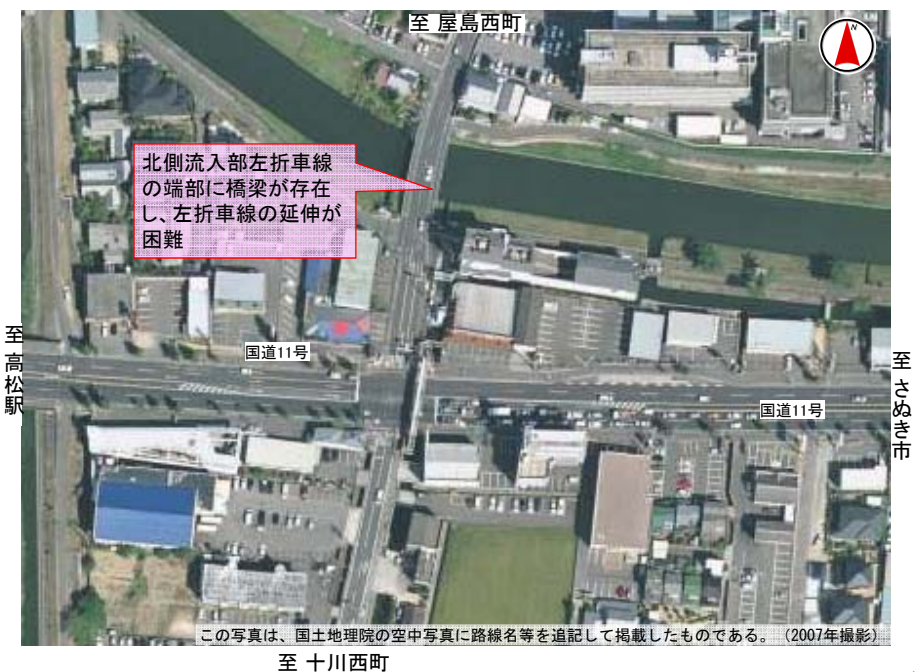 至 屋島西町
N
北側流入部左折車線
の端部に橋梁が存在
し、左折車線の延伸が
困難
至 高松駅
国道11号
至 さぬき市
国道11号
この写真は、国土地理院の空中写真に路線名等を追記して掲載したものである。 (2007年撮影)
至 十川西町